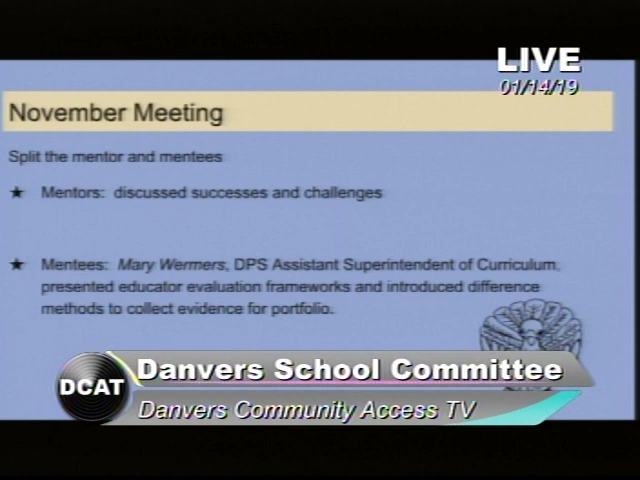 LIVE
01/14/19
November Meeting
Split the mentor and mentees
★ Mentors: discussed successes and challenges
★ Mentees: Mary Wermers, DPS Assistant Superintendent of Curriculum,
presented educator evaluation frameworks and introduced difference
methods to collect evidence for portfolio.
DCAT
Danvers School Committee
Danvers Community Access TV